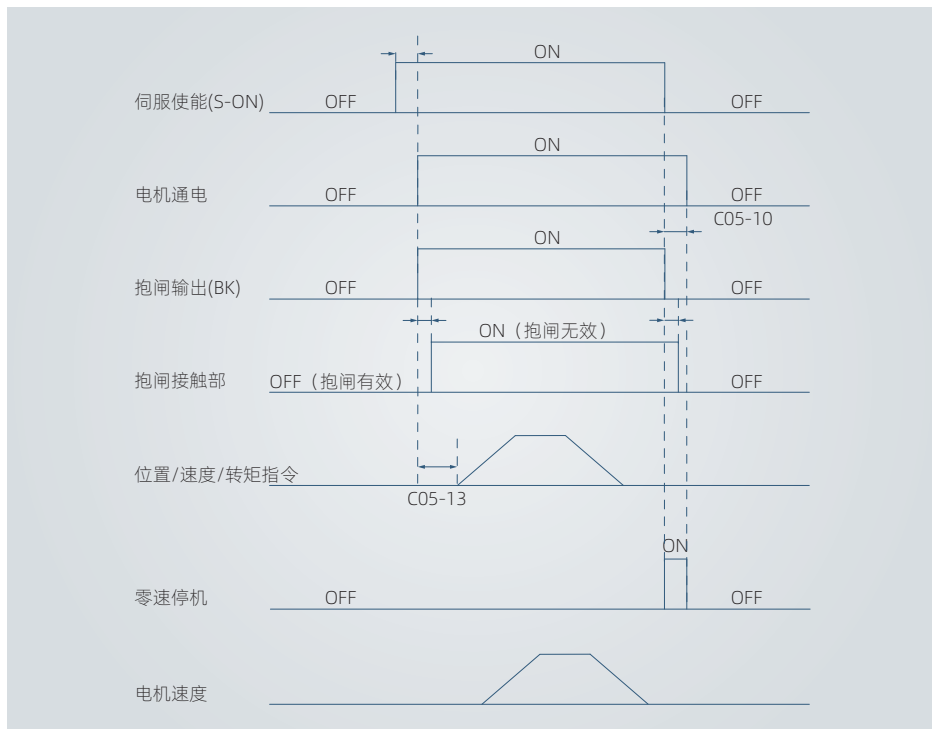 ON
伺服使能(S-ON) OFF OFF
ON
电机通电 OFF OFF
C05-10
ON
抱闸输出(BK) OFF OFF
ON（抱闸无效）
抱闸接触部 OFF（抱闸有效） OFF
位置/速度/转矩指令
C05-13
ON
零速停机 OFF OFF
电机速度